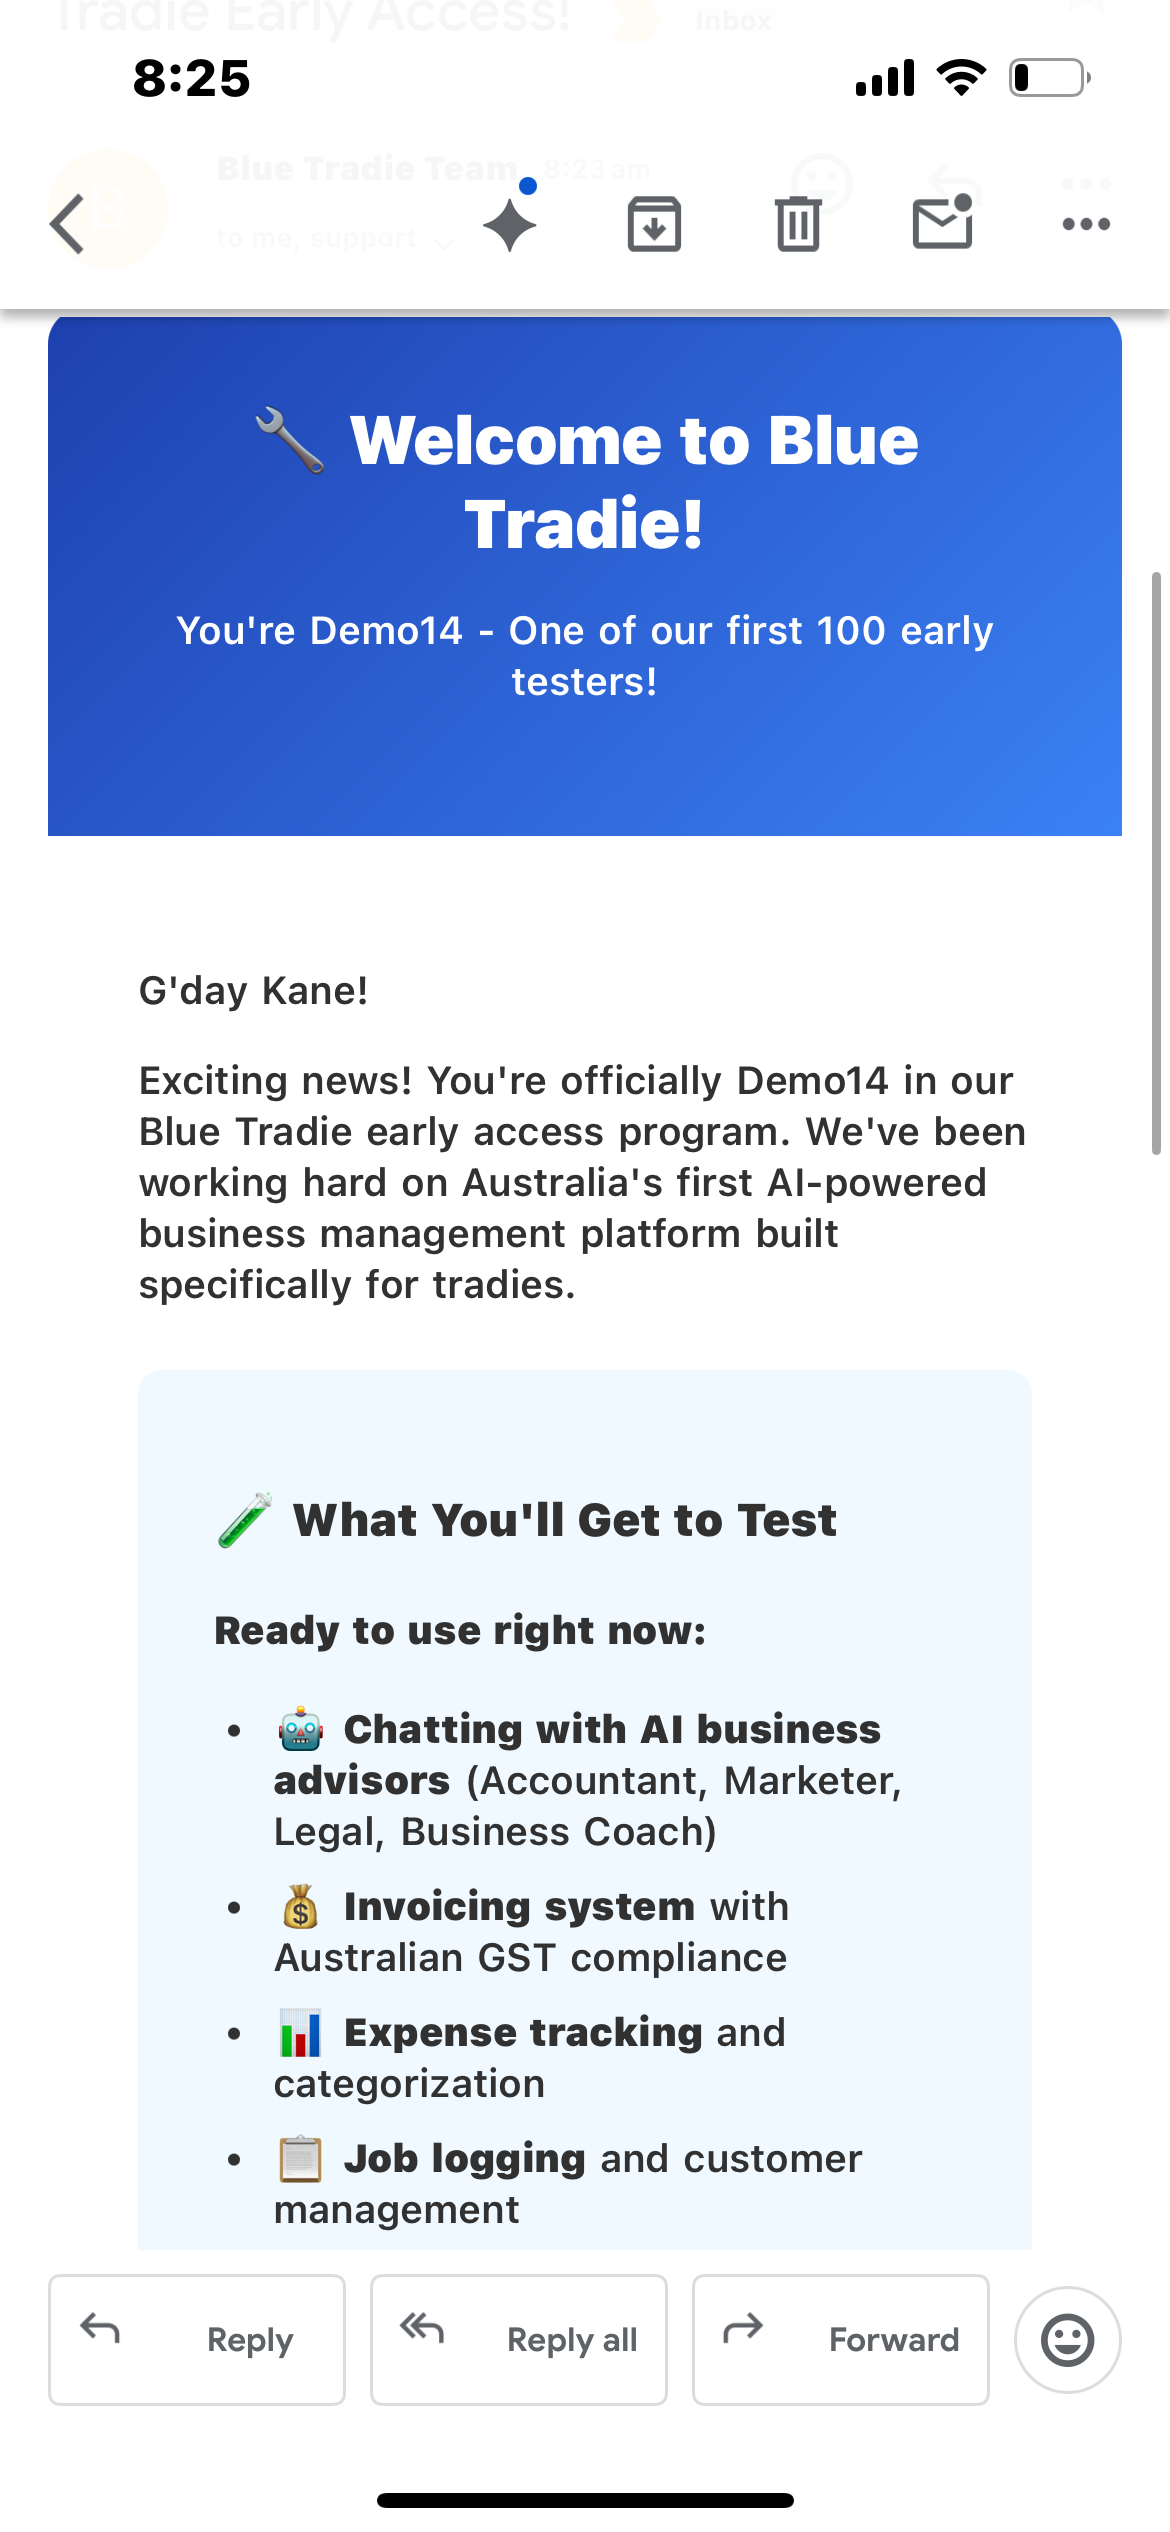 Tradie Early Access!
Inbox
8:25
Blue Tradie Team 8:23 am
B
to me, support
🔧 Welcome to Blue
Tradie!
You're Demo14 - One of our first 100 early
testers!
G'day Kane!
Exciting news! You're officially Demo14 in our
Blue Tradie early access program. We've been
working hard on Australia's first AI-powered
business management platform built
specifically for tradies.
🧪 What You'll Get to Test
Ready to use right now:
• 🤖 Chatting with AI business
advisors (Accountant, Marketer,
Legal, Business Coach)
• 💰 Invoicing system with
Australian GST compliance
• 📊 Expense tracking and
categorization
• 📋 Job logging and customer
management
Reply
Reply all
Forward